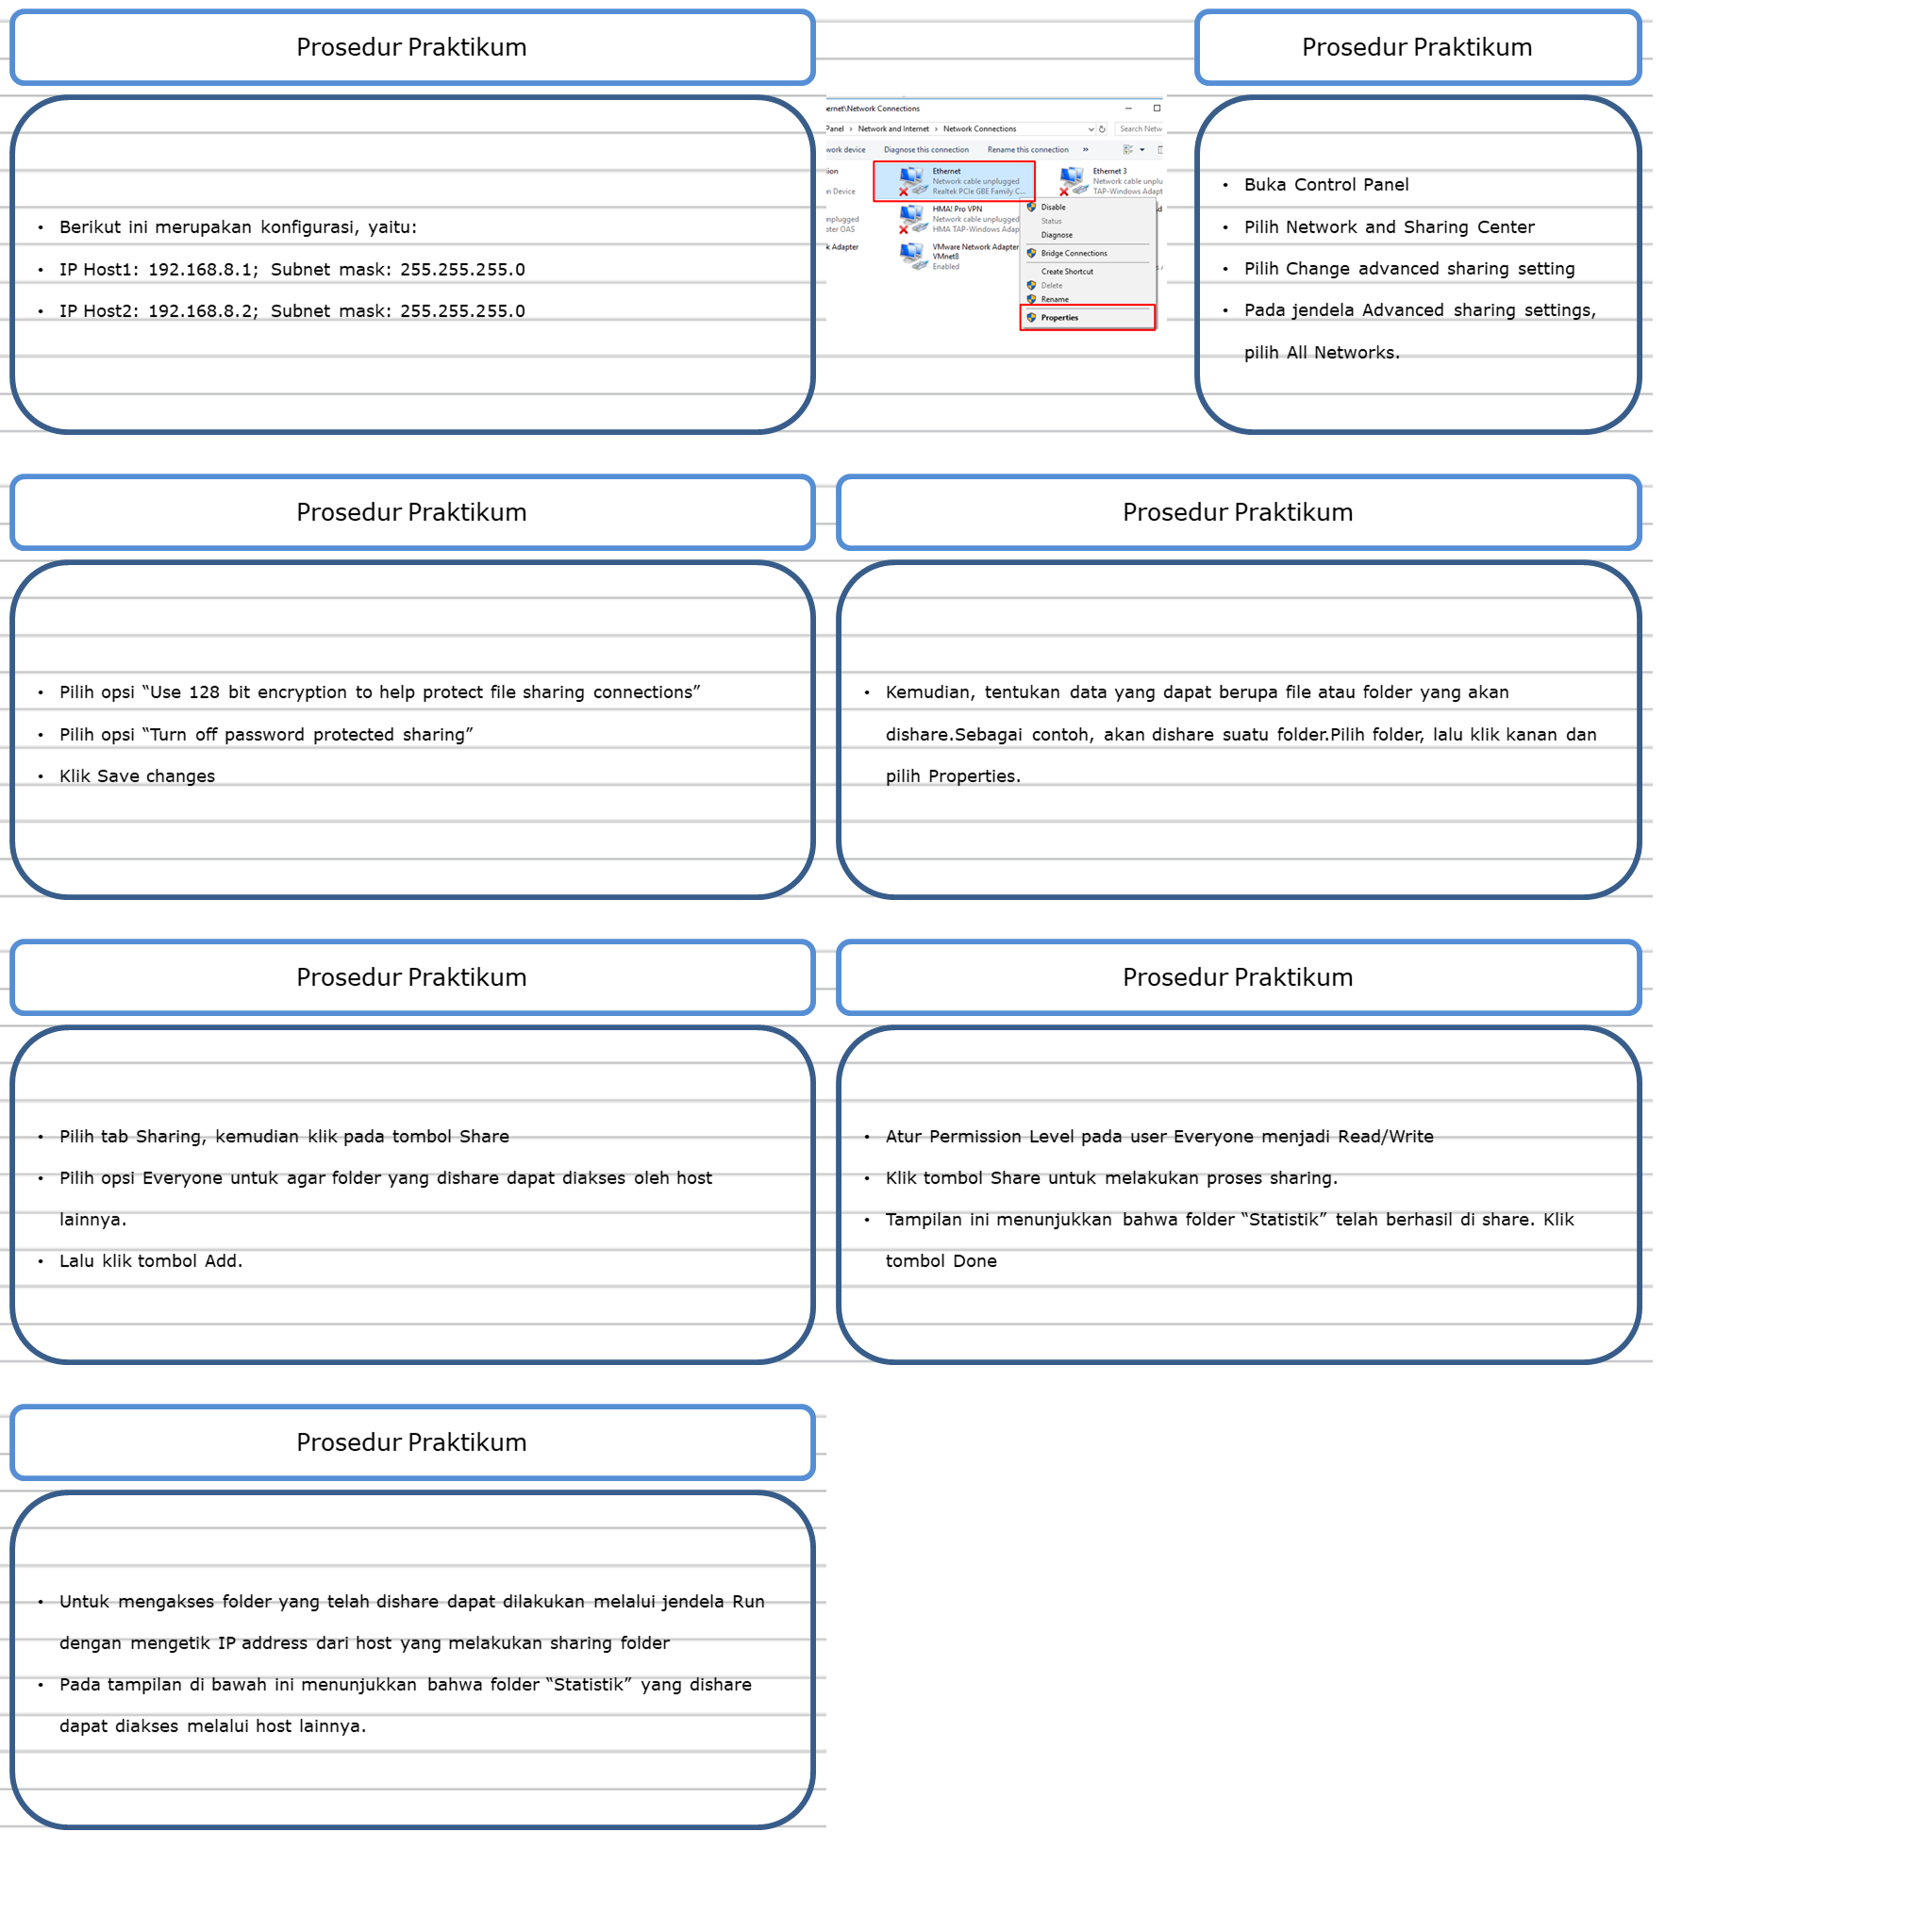 Prosedur Praktikum
• Berikut ini merupakan konfigurasi, yaitu:
• IP Host1: 192.168.8.1; Subnet mask: 255.255.255.0
• IP Host2: 192.168.8.2; Subnet mask: 255.255.255.0
ernet\Network Connections
Panel › Network and Internet › Network Connections
Search Netw
work device Diagnose this connection Rename this connection »
ion
n Device
Ethernet
Network cable unplugged
Realtek PCIe GBE Family C...
Ethernet 3
Network cable unplu
TAP-Windows Adapt
nplugged
pter OAS
HMA! Pro VPN
Network cable unplugged
HMA TAP-Windows Adap
k Adapter
VMware Network Adapter
VMnet8
Enabled
Disable
Status
Diagnose
Bridge Connections
Create Shortcut
Delete
Rename
Properties
Prosedur Praktikum
• Buka Control Panel
• Pilih Network and Sharing Center
• Pilih Change advanced sharing setting
• Pada jendela Advanced sharing settings,
pilih All Networks.
Prosedur Praktikum
• Pilih opsi “Use 128 bit encryption to help protect file sharing connections”
• Pilih opsi “Turn off password protected sharing”
• Klik Save changes
Prosedur Praktikum
• Kemudian, tentukan data yang dapat berupa file atau folder yang akan
dishare.Sebagai contoh, akan dishare suatu folder.Pilih folder, lalu klik kanan dan
pilih Properties.
Prosedur Praktikum
• Pilih tab Sharing, kemudian klik pada tombol Share
• Pilih opsi Everyone untuk agar folder yang dishare dapat diakses oleh host
lainnya.
• Lalu klik tombol Add.
Prosedur Praktikum
• Atur Permission Level pada user Everyone menjadi Read/Write
• Klik tombol Share untuk melakukan proses sharing.
• Tampilan ini menunjukkan bahwa folder “Statistik” telah berhasil di share. Klik
tombol Done
Prosedur Praktikum
• Untuk mengakses folder yang telah dishare dapat dilakukan melalui jendela Run
dengan mengetik IP address dari host yang melakukan sharing folder
• Pada tampilan di bawah ini menunjukkan bahwa folder “Statistik” yang dishare
dapat diakses melalui host lainnya.